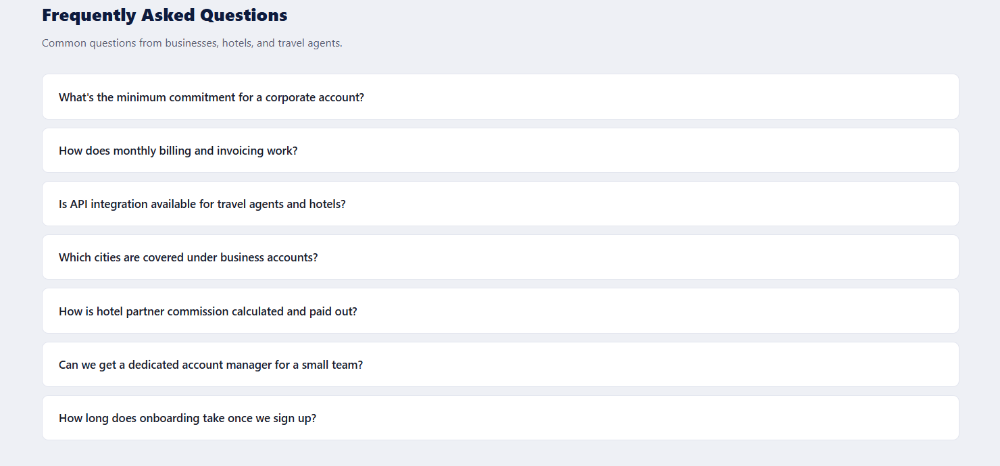 Frequently Asked Questions
Common questions from businesses, hotels, and travel agents.
What's the minimum commitment for a corporate account?
How does monthly billing and invoicing work?
Is API integration available for travel agents and hotels?
Which cities are covered under business accounts?
How is hotel partner commission calculated and paid out?
Can we get a dedicated account manager for a small team?
How long does onboarding take once we sign up?